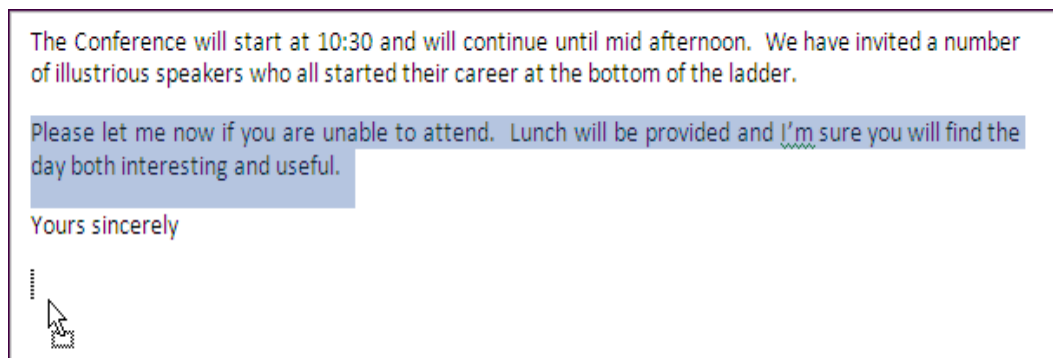 The Conference will start at 10:30 and will continue until mid afternoon.  We have invited a number
of illustrious speakers who all started their career at the bottom of the ladder.
Please let me now if you are unable to attend.  Lunch will be provided and I’m sure you will find the
day both interesting and useful.
Yours sincerely